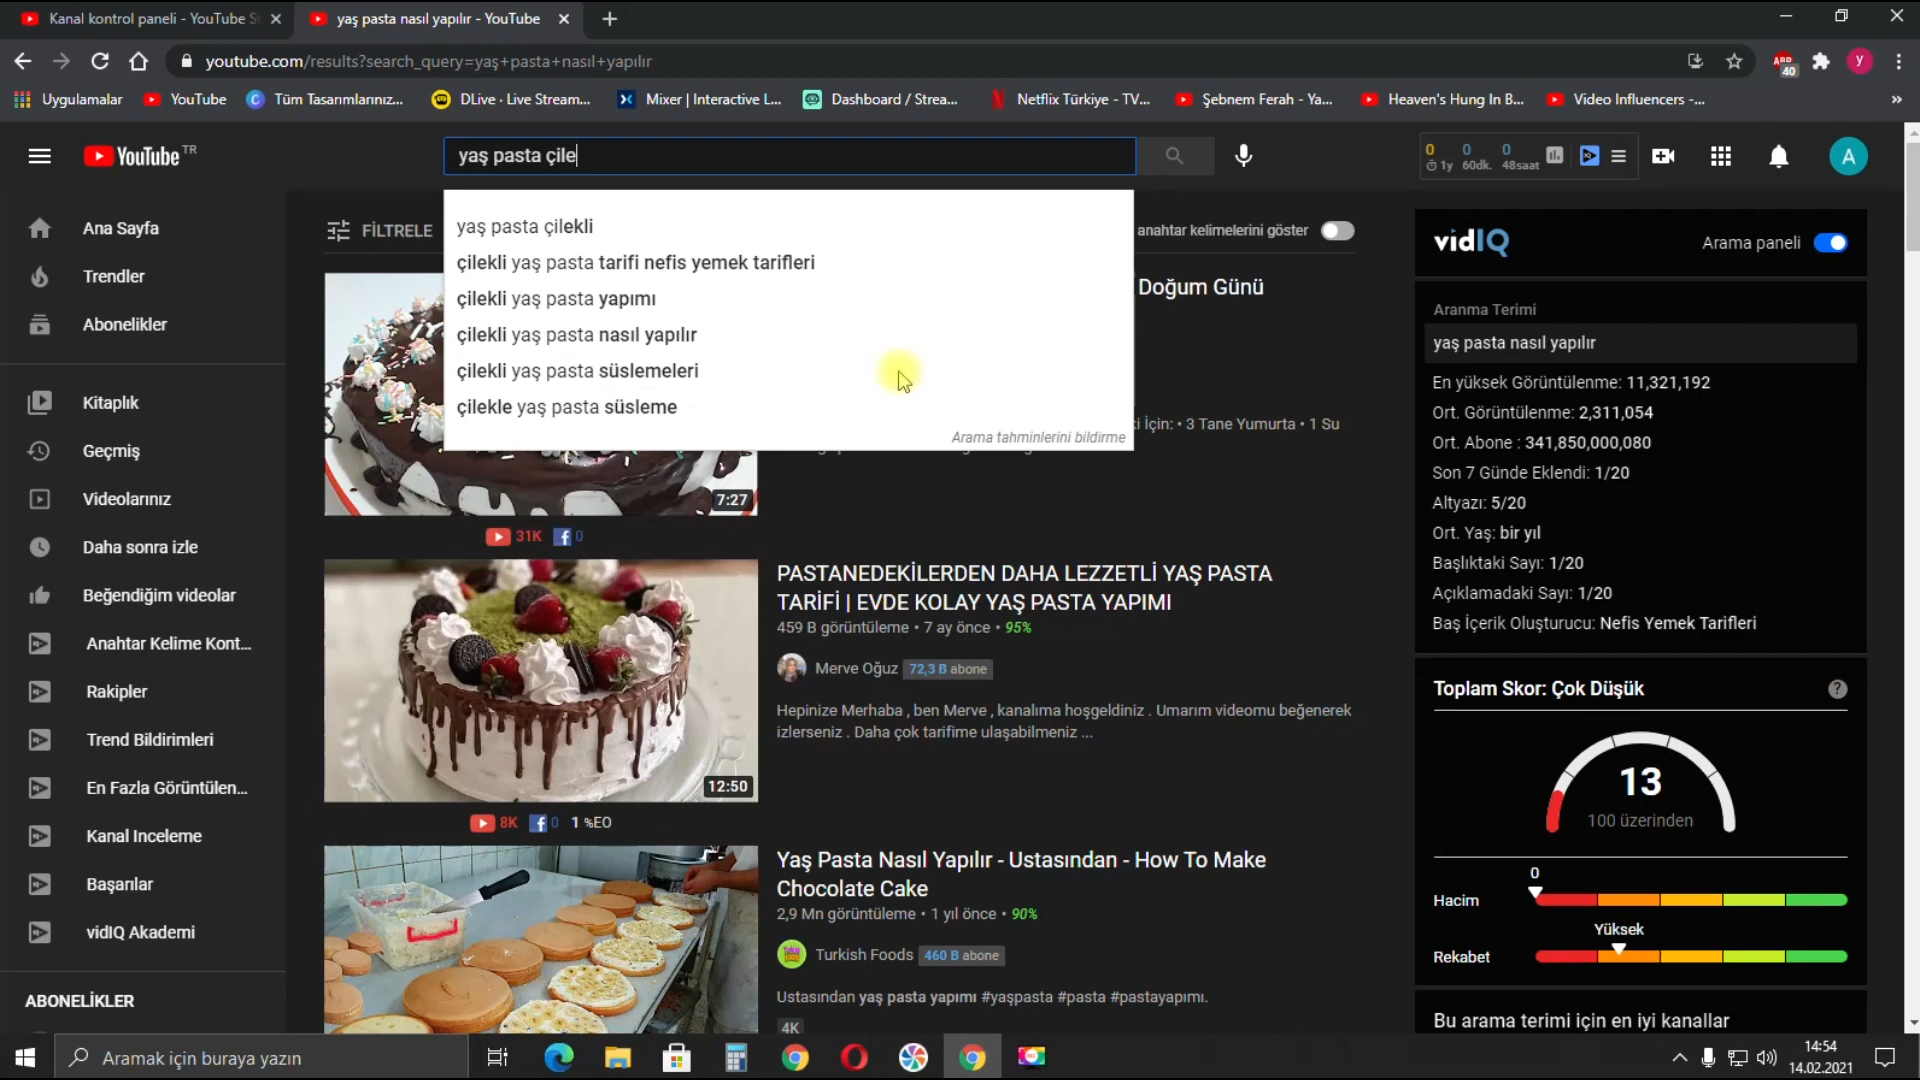 Kanal kontrol paneli - YouTube S
yaş pasta nasıl yapılır - YouTube
youtube.com/results?search_query=yaş+pasta+nasıl+yapılır
ABP
40
y
Uygulamalar
YouTube
Tüm Tasarımlarınız...
DLive · Live Stream...
Mixer | Interactive L...
Dashboard / Strea...
Netflix Türkiye - TV...
Şebnem Ferah - Ya...
Heaven's Hung In B...
Video Influencers -...
YouTube TR
yaş pasta çile
0 0 0
1y 60dk. 48saat
A
Ana Sayfa
Trendler
Abonelikler
Kitaplık
Geçmiş
Videolarınız
Daha sonra izle
Beğendiğim videolar
Anahtar Kelime Kont...
Rakipler
Trend Bildirimleri
En Fazla Görüntülen...
Kanal İnceleme
Başarılar
vidIQ Akademi
ABONELİKLER
FİLTRELE
anahtar kelimelerini göster
yaş pasta çilekli
çilekli yaş pasta tarifi nefis yemek tarifleri
çilekli yaş pasta yapımı
çilekli yaş pasta nasıl yapılır
çilekli yaş pasta süslemeleri
çilekle yaş pasta süsleme
Arama tahminlerini bildirme
Doğum Günü
İçin: • 3 Tane Yumurta • 1 Su
7:27
31K 0
PASTANEDEKİLERDEN DAHA LEZZETLİ YAŞ PASTA
TARİFİ | EVDE KOLAY YAŞ PASTA YAPIMI
459 B görüntüleme • 7 ay önce • 95%
Merve Oğuz 72,3 B abone
Hepinize Merhaba , ben Merve , kanalıma hoşgeldiniz . Umarım videomu beğenerek
izlerseniz . Daha çok tarifime ulaşabilmeniz ...
12:50
8K 0 1 %EO
Yaş Pasta Nasıl Yapılır - Ustasından - How To Make
Chocolate Cake
2,9 Mn görüntüleme • 1 yıl önce • 90%
Turkish Foods 460 B abone
Ustasından yaş pasta yapımı #yaşpasta #pasta #pastayapımı.
4K
vidIQ
Arama paneli
Aranma Terimi
yaş pasta nasıl yapılır
En yüksek Görüntülenme: 11,321,192
Ort. Görüntülenme: 2,311,054
Ort. Abone : 341,850,000,080
Son 7 Günde Eklendi: 1/20
Altyazı: 5/20
Ort. Yaş: bir yıl
Başlıktaki Sayı: 1/20
Açıklamadaki Sayı: 1/20
Baş İçerik Oluşturucu: Nefis Yemek Tarifleri
Toplam Skor: Çok Düşük
?
13
100 üzerinden
0
Hacim
Yüksek
Rekabet
Bu arama terimi için en iyi kanallar
Aramak için buraya yazın
14:54
14.02.2021